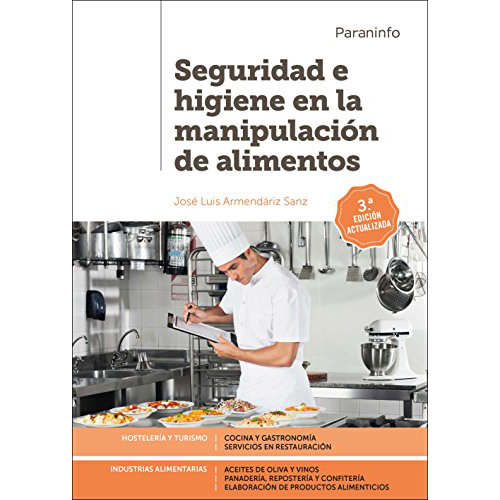 Paraninfo
Seguridad e
higiene en la
manipulación
de alimentos
José Luis Armendáriz Sanz
3.ª
EDICIÓN
ACTUALIZADA
HOSTELERÍA Y TURISMO
COCINA Y GASTRONOMÍA
SERVICIOS EN RESTAURACIÓN
INDUSTRIAS ALIMENTARIAS
ACEITES DE OLIVA Y VINOS
PANADERÍA, REPOSTERÍA Y CONFITERÍA
ELABORACIÓN DE PRODUCTOS ALIMENTICIOS